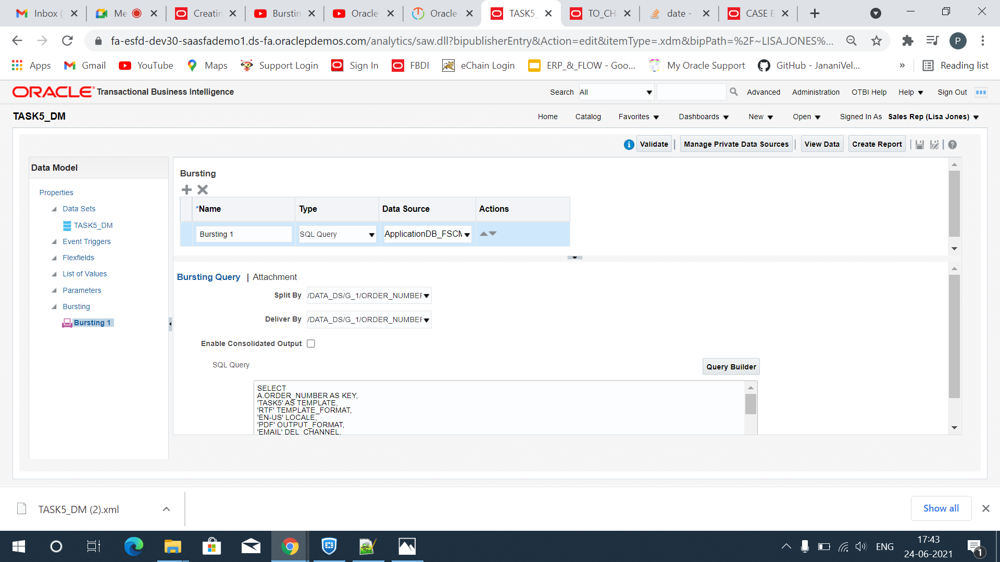 Inbox (
Me
Creatin
Burstin
Oracle
Oracle
TASK5_
TO_CH
date -
CASE E
fa-esfd-dev30-saasfademo1.ds-fa.oraclepdemos.com/analytics/saw.dll?bipublisherEntry&Action=edit&itemType=.xdm&bipPath=%2F~LISA.JONES%...
P
Apps
Gmail
YouTube
Maps
Support Login
Sign In
FBDI
eChain Login
ERP_&_FLOW - Goo...
My Oracle Support
GitHub - JananiVel...
»
Reading list
ORACLE Transactional Business Intelligence
Search All
Advanced
Administration
OTBI Help
Help
Sign Out
TASK5_DM
Home
Catalog
Favorites
Dashboards
New
Open
Signed In As Sales Rep (Lisa Jones)
Validate
Manage Private Data Sources
View Data
Create Report
Data Model
Properties
Data Sets
TASK5_DM
Event Triggers
Flexfields
List of Values
Parameters
Bursting
Bursting 1
Bursting
*Name Type Data Source Actions
Bursting 1 SQL Query ApplicationDB_FSCM
Bursting Query | Attachment
Split By /DATA_DS/G_1/ORDER_NUMBER
Deliver By /DATA_DS/G_1/ORDER_NUMBER
Enable Consolidated Output
SQL Query
Query Builder
SELECT
A.ORDER_NUMBER AS KEY,
'TASK5' AS TEMPLATE,
'RTF' TEMPLATE_FORMAT,
'EN-US' LOCALE,
'PDF' OUTPUT_FORMAT,
'EMAIL' DEL_CHANNEL,
TASK5_DM (2).xml
Show all
ENG
17:43
24-06-2021
1